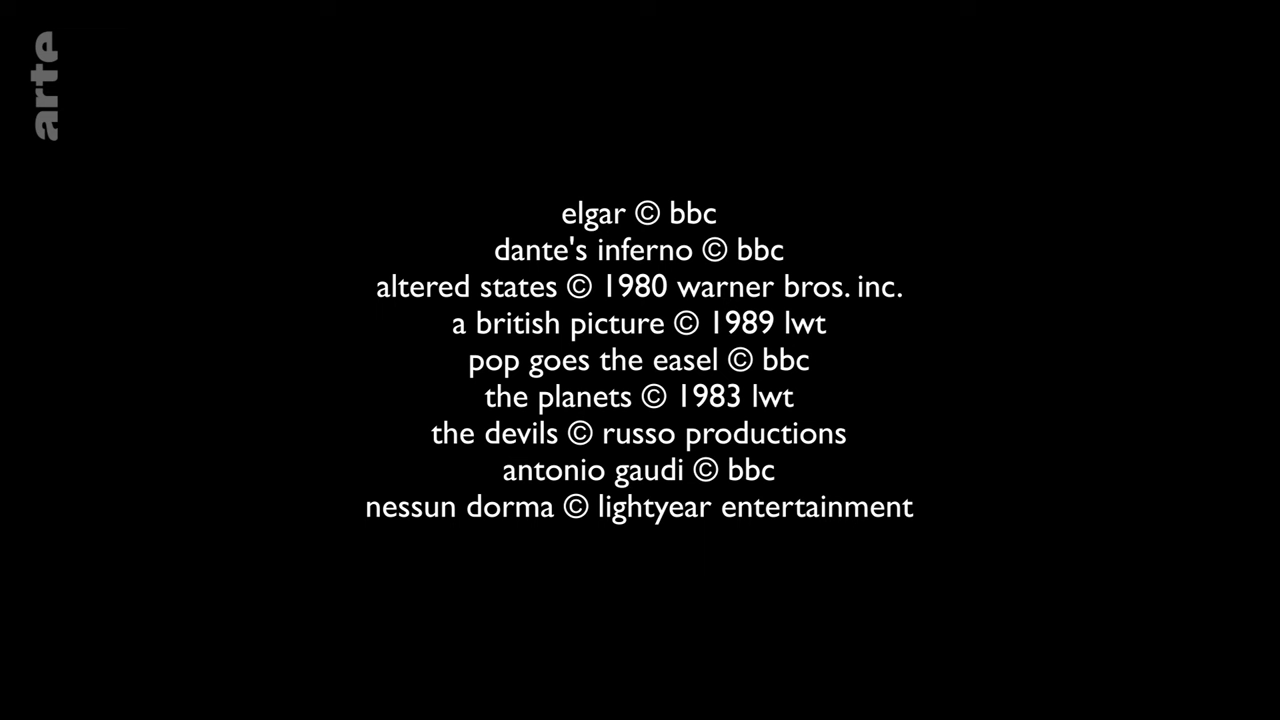 arte
elgar © bbc
dante's inferno © bbc
altered states © 1980 warner bros. inc.
a british picture © 1989 lwt
pop goes the easel © bbc
the planets © 1983 lwt
the devils © russo productions
antonio gaudi © bbc
nessun dorma © lightyear entertainment